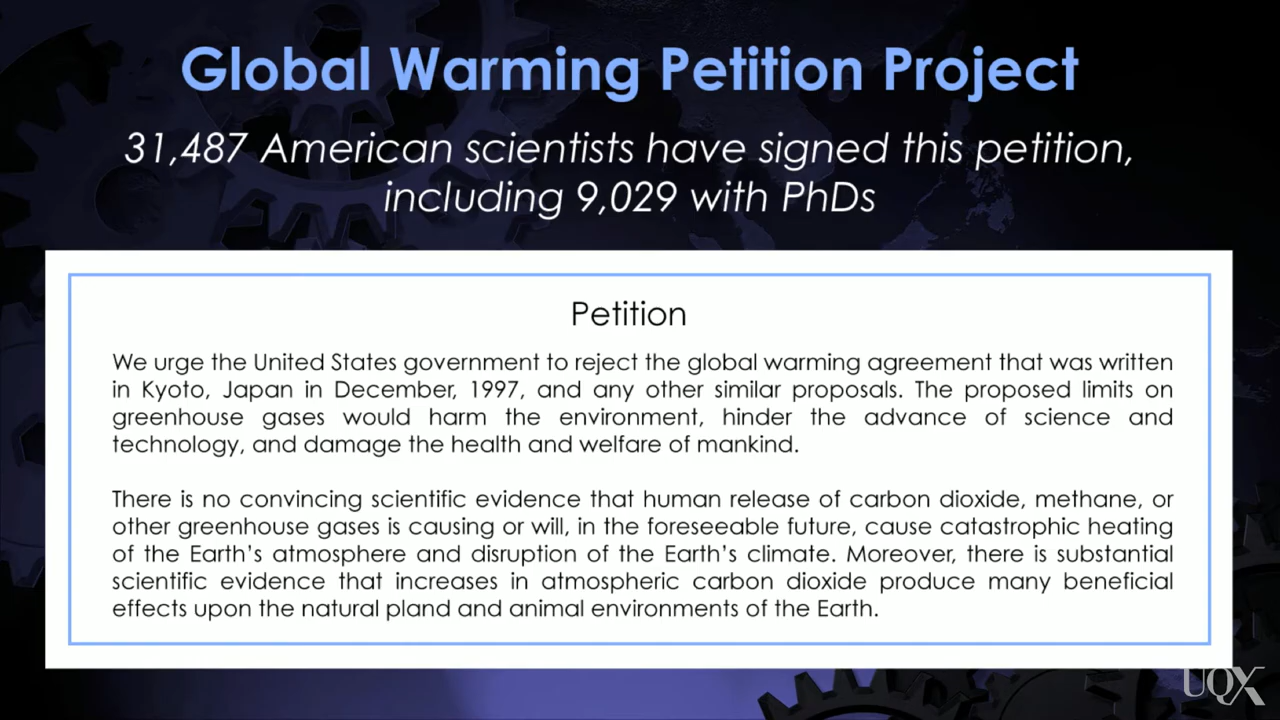 Global Warming Petition Project
31,487 American scientists have signed this petition,
including 9,029 with PhDs
Petition
We urge the United States government to reject the global warming agreement that was written
in Kyoto, Japan in December, 1997, and any other similar proposals. The proposed limits on
greenhouse gases would harm the environment, hinder the advance of science and
technology, and damage the health and welfare of mankind.
There is no convincing scientific evidence that human release of carbon dioxide, methane, or
other greenhouse gases is causing or will, in the foreseeable future, cause catastrophic heating
of the Earth's atmosphere and disruption of the Earth's climate. Moreover, there is substantial
scientific evidence that increases in atmospheric carbon dioxide produce many beneficial
effects upon the natural pland and animal environments of the Earth.
UQX